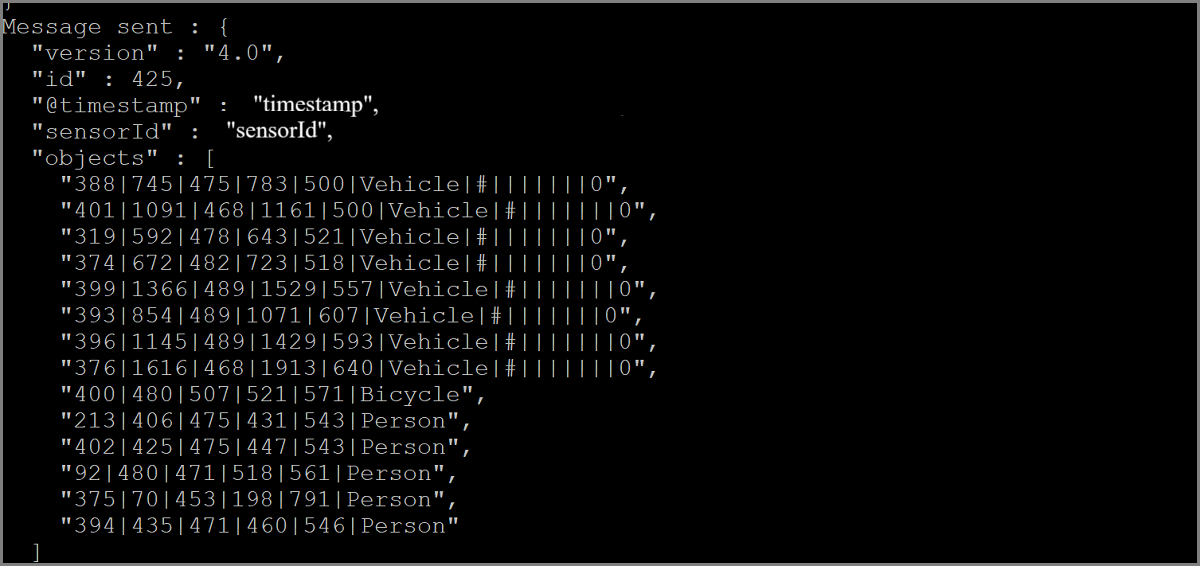 }
Message sent : {
"version" : "4.0",
"id" : 425,
"@timestamp" : "timestamp",
"sensorId" : "sensorId",
"objects" : [
"388|745|475|783|500|Vehicle|#|||||||0",
"401|1091|468|1161|500|Vehicle|#|||||||0",
"319|592|478|643|521|Vehicle|#|||||||0",
"374|672|482|723|518|Vehicle|#|||||||0",
"399|1366|489|1529|557|Vehicle|#|||||||0",
"393|854|489|1071|607|Vehicle|#|||||||0",
"396|1145|489|1429|593|Vehicle|#|||||||0",
"376|1616|468|1913|640|Vehicle|#|||||||0",
"400|480|507|521|571|Bicycle",
"213|406|475|431|543|Person",
"402|425|475|447|543|Person",
"92|480|471|518|561|Person",
"375|70|453|198|791|Person",
"394|435|471|460|546|Person"
]